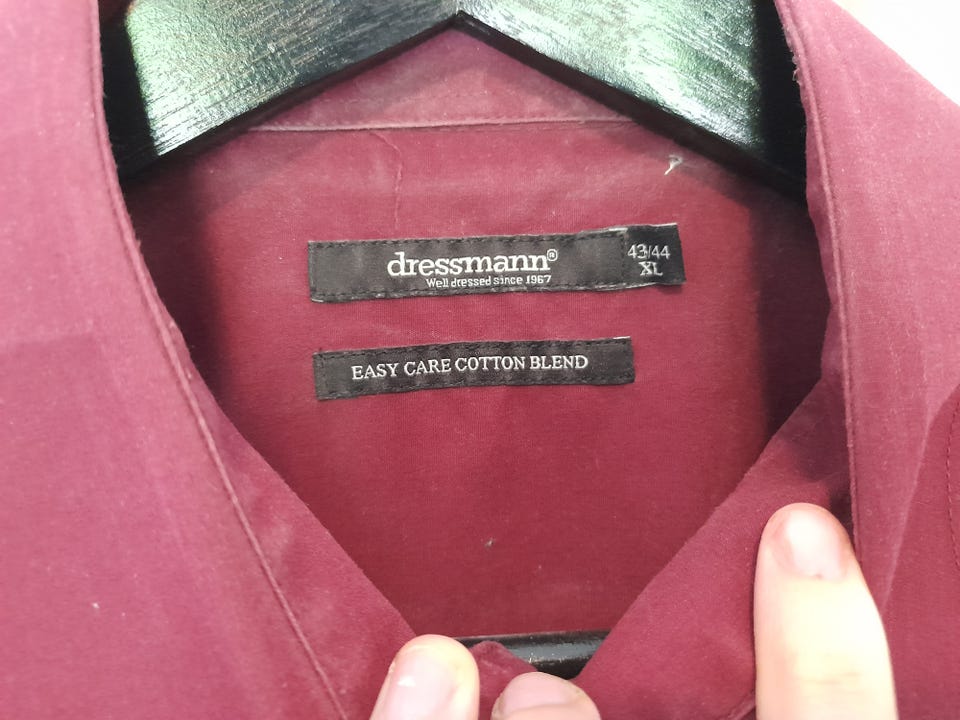 dressmann®
Well dressed since 1967
43/44
XL
EASY CARE COTTON BLEND